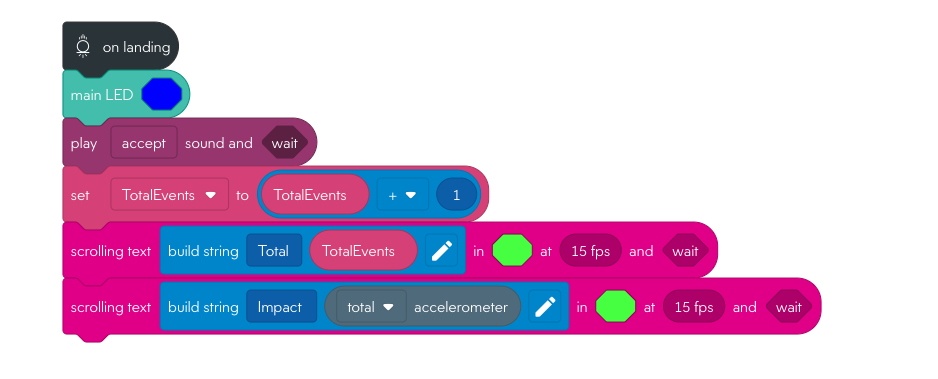 on landing
main LED
play accept sound and wait
set TotalEvents to TotalEvents + 1
scrolling text build string Total TotalEvents in at 15 fps and wait
scrolling text build string Impact total accelerometer in at 15 fps and wait